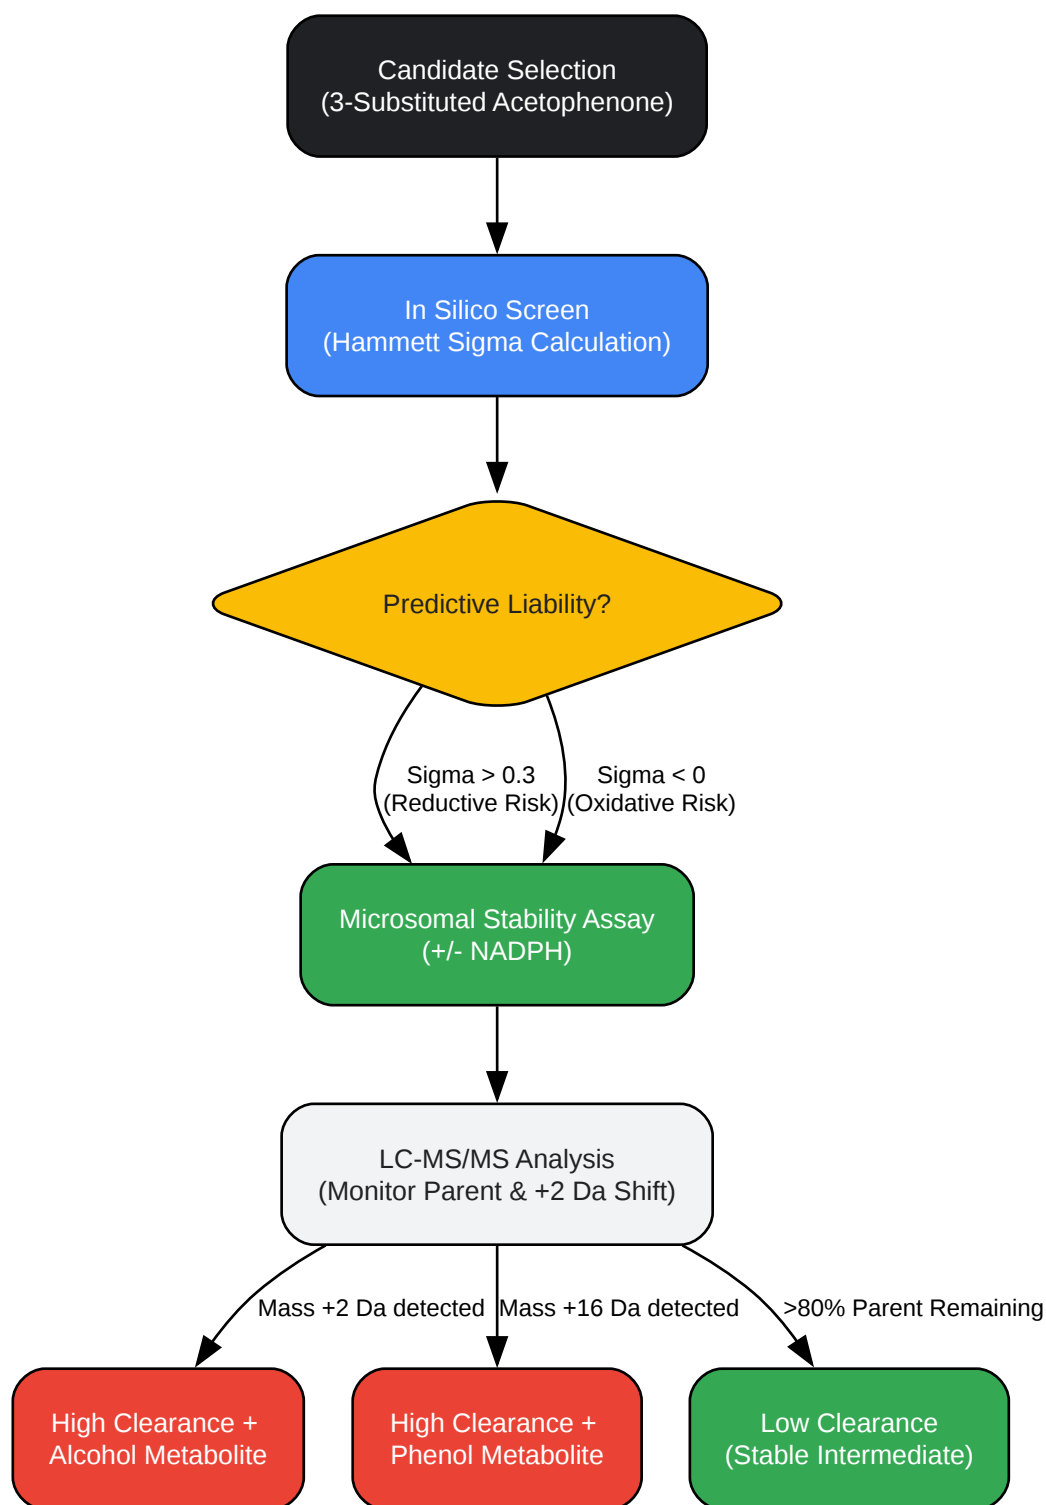 Candidate Selection
(3-Substituted Acetophenone)
In Silico Screen
(Hammett Sigma Calculation)
Predictive Liability?
Sigma > 0.3
(Reductive Risk)
Sigma < 0
(Oxidative Risk)
Microsomal Stability Assay
(+/- NADPH)
LC-MS/MS Analysis
(Monitor Parent & +2 Da Shift)
Mass +2 Da detected
Mass +16 Da detected
>80% Parent Remaining
High Clearance +
Alcohol Metabolite
High Clearance +
Phenol Metabolite
Low Clearance
(Stable Intermediate)